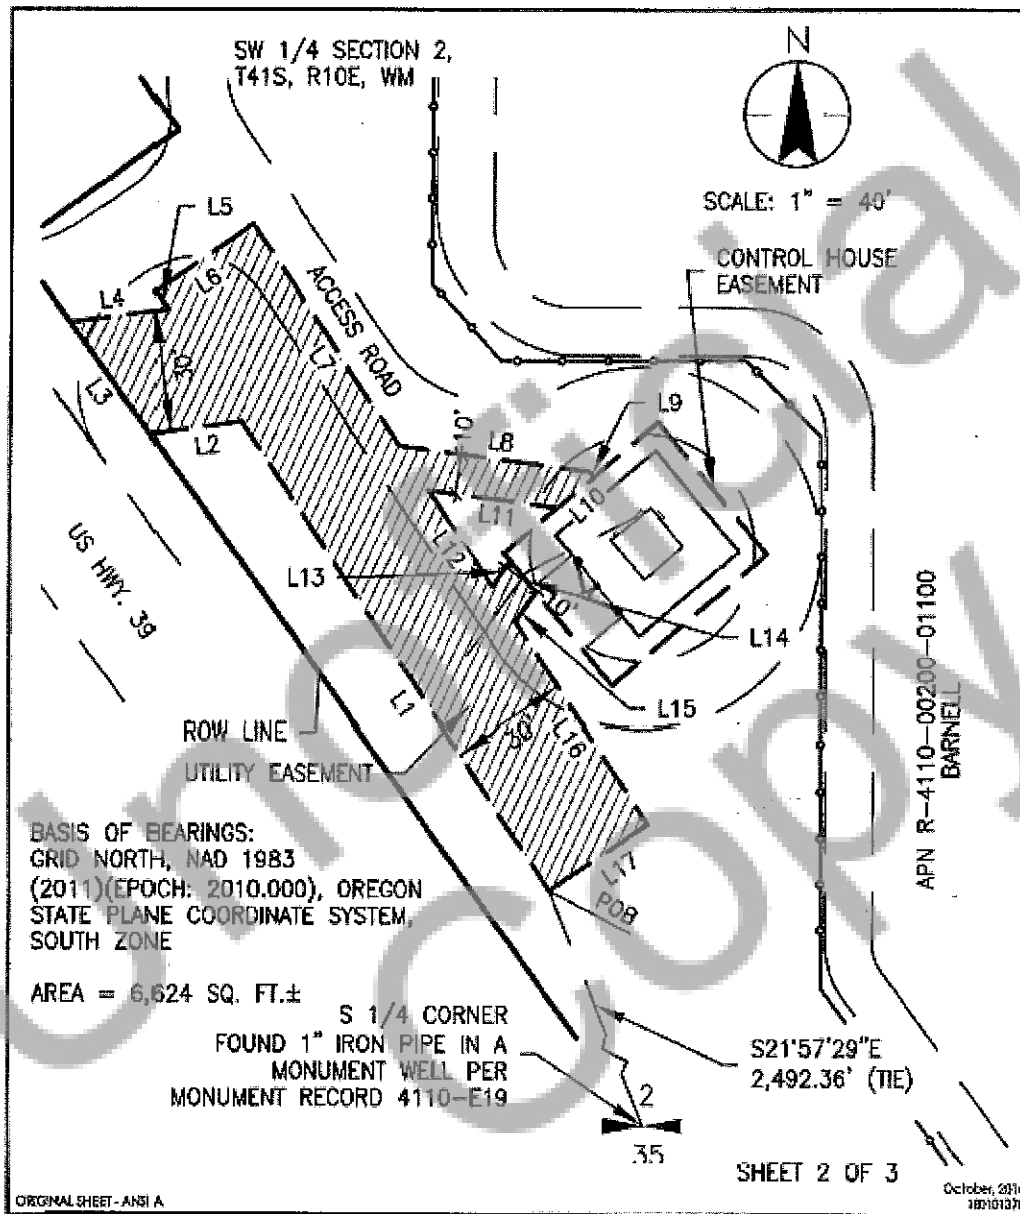 SW 1/4 SECTION 2,
T41S, R10E, WM
N
SCALE: 1" = 40'
CONTROL HOUSE
EASEMENT
L5
L6
L4
ACCESS ROAD
L7
L3
30'
L2
10'
L8
L9
L10
L11
L12
L13
10'
L14
L15
US HWY. 39
ROW LINE
UTILITY EASEMENT
L1
L16
L17
POB
APN R-4110-00200-01100
BARNELL
BASIS OF BEARINGS:
GRID NORTH, NAD 1983
(2011)(EPOCH: 2010.000), OREGON
STATE PLANE COORDINATE SYSTEM,
SOUTH ZONE
AREA = 6,624 SQ. FT.±
S 1/4 CORNER
FOUND 1" IRON PIPE IN A
MONUMENT WELL PER
MONUMENT RECORD 4110-E19
S21°57'29"E
2,492.36' (TIE)
2
35
SHEET 2 OF 3
ORIGINAL SHEET - ANSI A
October,
Unofficial
Copy